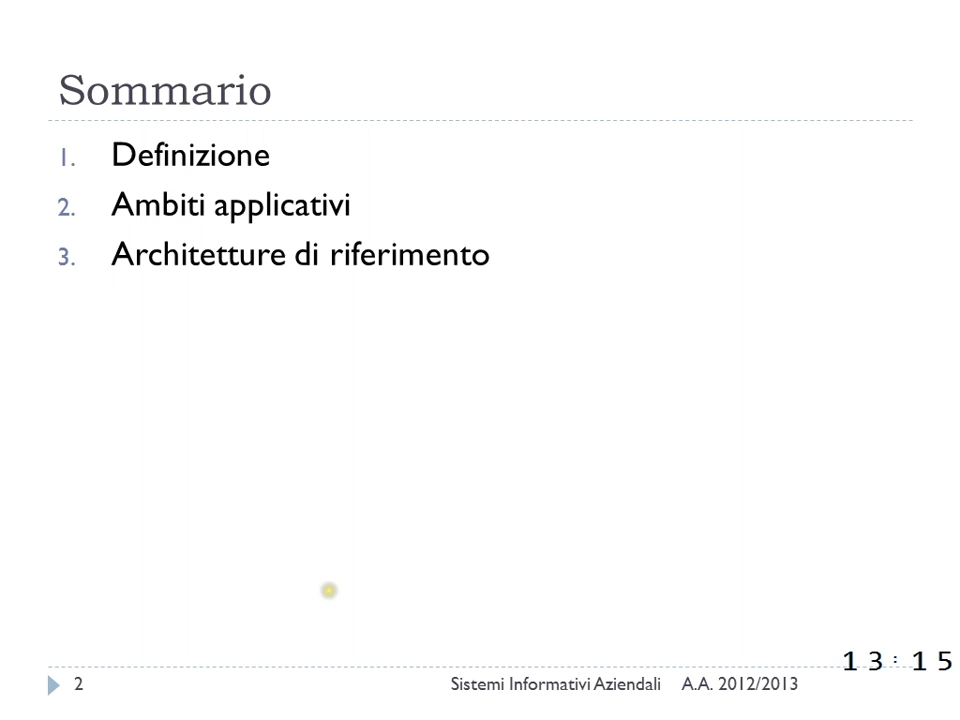 Sommario
1. Definizione
2. Ambiti applicativi
3. Architetture di riferimento
13:15
2 Sistemi Informativi Aziendali A.A. 2012/2013